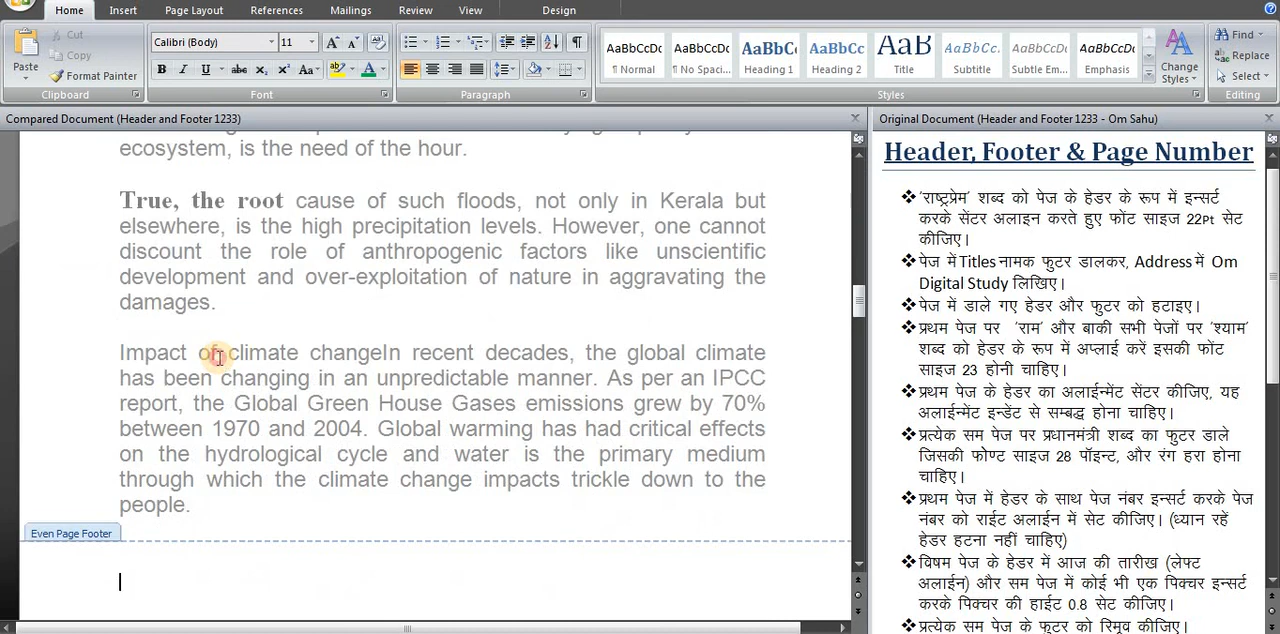 Home Insert Page Layout References Mailings Review View Design
Cut
Copy
Paste
Format Painter
Calibri (Body) 11
AaBbCcDc AaBbCcDc AaBbC AaBbCc AaB AaBbCc. AaBbCcDc AaBbCcDc
¶ Normal ¶ No Spaci... Heading 1 Heading 2 Title Subtitle Subtle Em... Emphasis
Change
Styles
Find
Replace
Select
Clipboard Font Paragraph Styles Editing
Compared Document (Header and Footer 1233)
ecosystem, is the need of the hour.
True, the root cause of such floods, not only in Kerala but
elsewhere, is the high precipitation levels. However, one cannot
discount the role of anthropogenic factors like unscientific
development and over-exploitation of nature in aggravating the
damages.
Impact of climate changeIn recent decades, the global climate
has been changing in an unpredictable manner. As per an IPCC
report, the Global Green House Gases emissions grew by 70%
between 1970 and 2004. Global warming has had critical effects
on the hydrological cycle and water is the primary medium
through which the climate change impacts trickle down to the
people.
Even Page Footer
Original Document (Header and Footer 1233 - Om Sahu)
Header, Footer & Page Number
❖'राष्ट्रप्रेम' शब्द को पेज के हेडर के रूप में इन्सर्ट
करके सेंटर अलाइन करते हुए फोंट साइज 22Pt सेट
कीजिए।
❖पेज में Titles नामक फुटर डालकर, Address में Om
Digital Study लिखिए।
❖पेज में डाले गए हेडर और फुटर को हटाइए।
❖प्रथम पेज पर 'राम' और बाकी सभी पेजों पर 'श्याम'
शब्द को हेडर के रूप में अप्लाई करें इसकी फोंट
साइज 23 होनी चाहिए।
❖प्रथम पेज के हेडर का अलाईन्मेंट सेंटर कीजिए, यह
अलाईन्मेंट इन्डेंट से सम्बद्ध होना चाहिए।
❖प्रत्येक सम पेज पर प्रधानमंत्री शब्द का फुटर डाले
जिसकी फोण्ट साइज 28 पॉइन्ट, और रंग हरा होना
चाहिए।
❖प्रथम पेज में हेडर के साथ पेज नंबर इन्सर्ट करके पेज
नंबर को राईट अलाईन में सेट कीजिए। (ध्यान रहें
हेडर हटना नहीं चाहिए)
❖विषम पेज के हेडर में आज की तारीख (लेफ्ट
अलाईन) और सम पेज में कोई भी एक पिक्चर इन्सर्ट
करके पिक्चर की हाईट 0.8 सेट कीजिए।
❖प्रत्येक सम पेज के फुटर को रिमूव कीजिए।